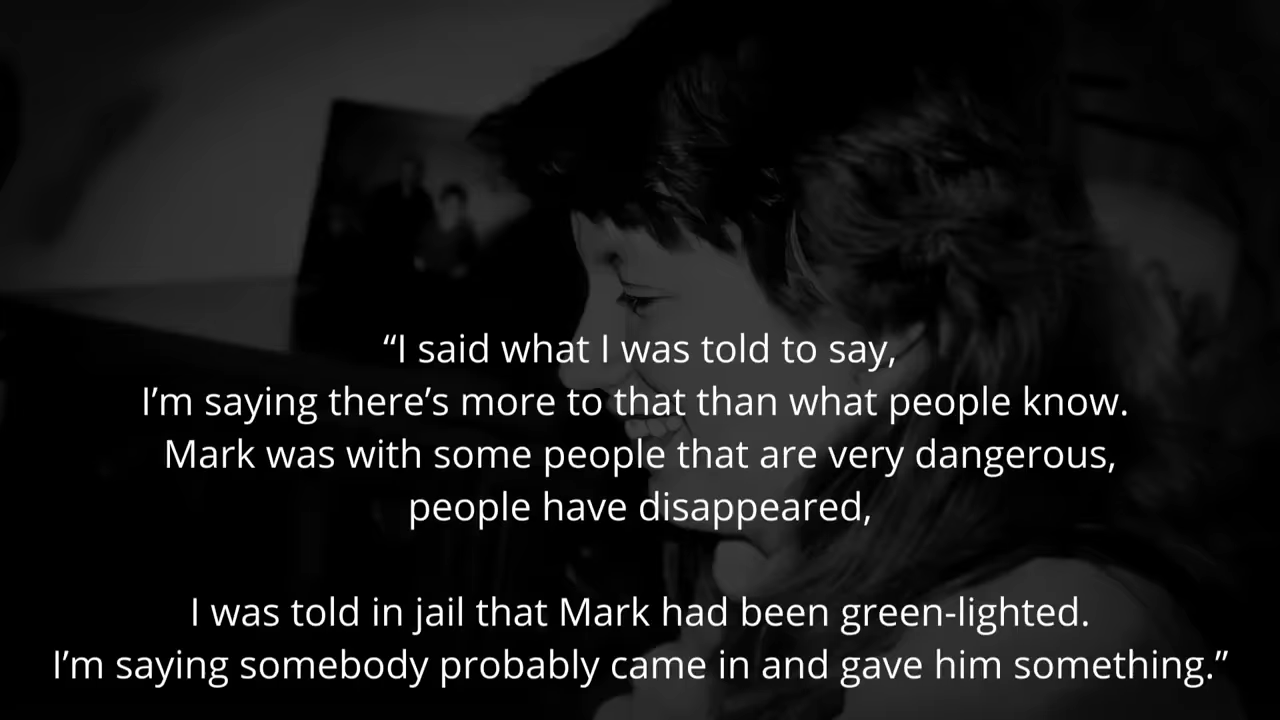 “I said what I was told to say,
I’m saying there’s more to that than what people know.
Mark was with some people that are very dangerous,
people have disappeared,
I was told in jail that Mark had been green-lighted.
I’m saying somebody probably came in and gave him something.”